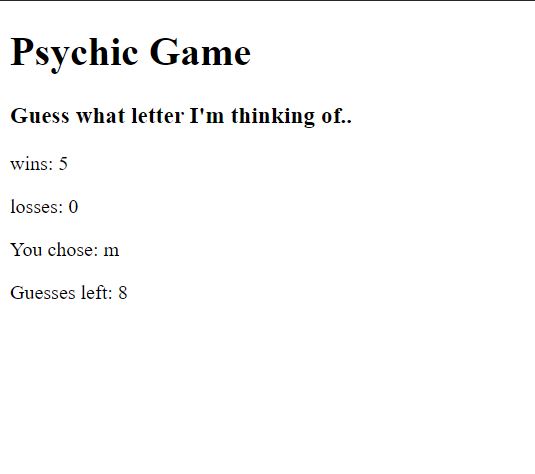 Psychic Game
Guess what letter I'm thinking of..
wins: 5
losses: 0
You chose: m
Guesses left: 8